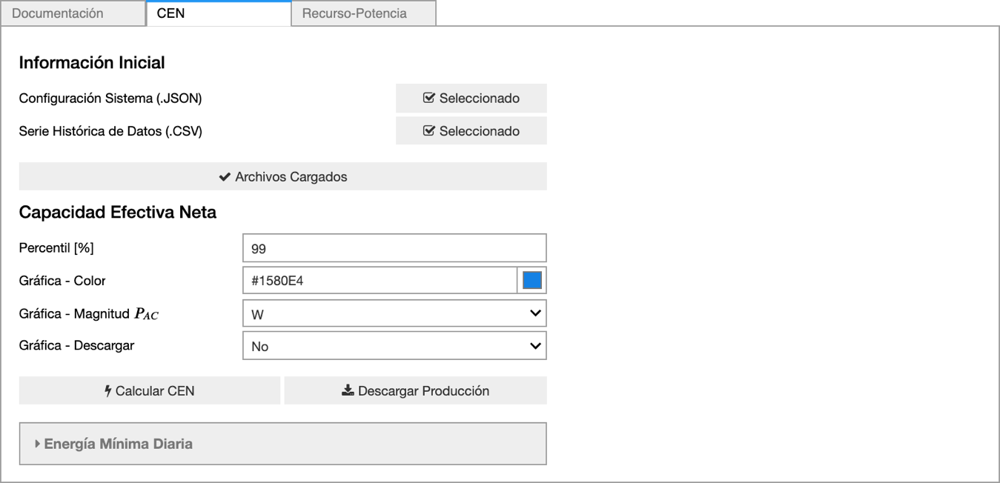 Documentación
CEN
Recurso-Potencia
Información Inicial
Configuración Sistema (.JSON)
Seleccionado
Serie Histórica de Datos (.CSV)
Seleccionado
Archivos Cargados
Capacidad Efectiva Neta
Percentil [%]
99
Gráfica - Color
#1580E4
Gráfica - Magnitud P_AC
W
Gráfica - Descargar
No
Calcular CEN
Descargar Producción
Energía Mínima Diaria